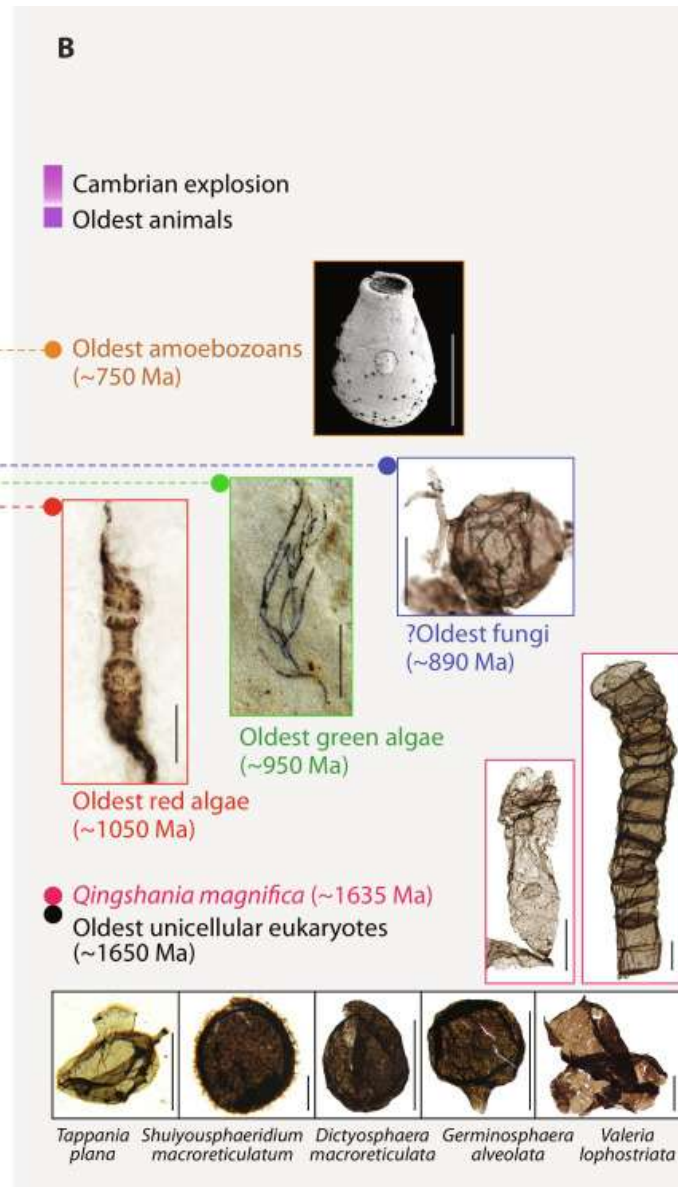 B
Cambrian explosion
Oldest animals
Oldest amoebozoans
(~750 Ma)
?Oldest fungi
(~890 Ma)
Oldest green algae
(~950 Ma)
Oldest red algae
(~1050 Ma)
Qingshania magnifica (~1635 Ma)
Oldest unicellular eukaryotes
(~1650 Ma)
Tappania
plana
Shuiyousphaeridium
macroreticulatum
Dictyosphaera
macroreticulata
Germinosphaera
alveolata
Valeria
lophostriata